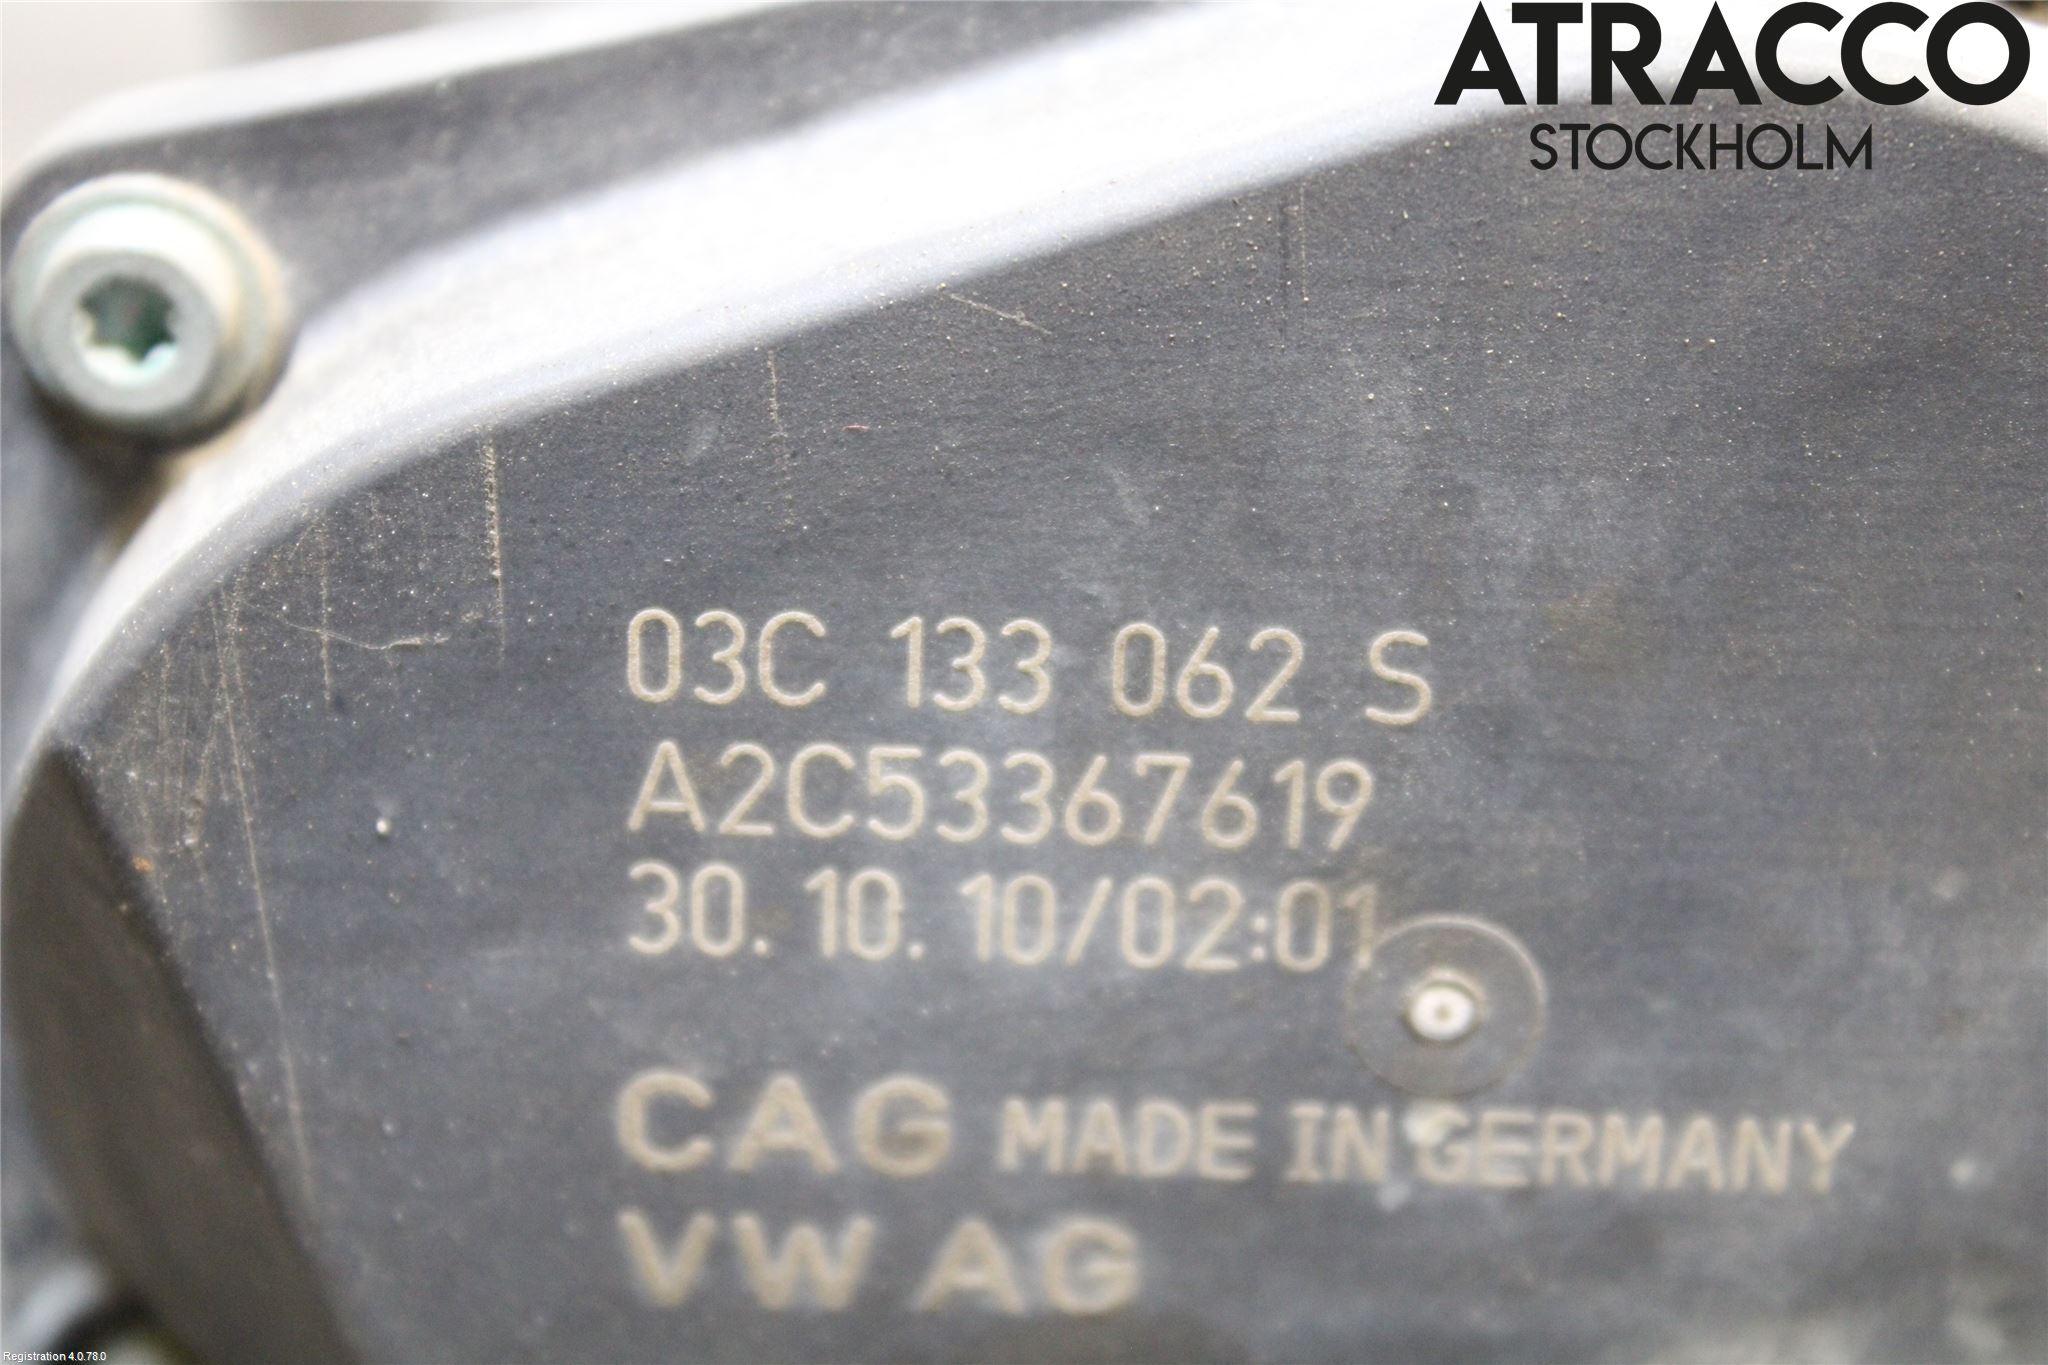 ATRACCO
STOCKHOLM
03C 133 062 S
A2C53367619
30.10.10/02:01
CAG MADE IN GERMANY
VW AG
Registration 4.0.78.0